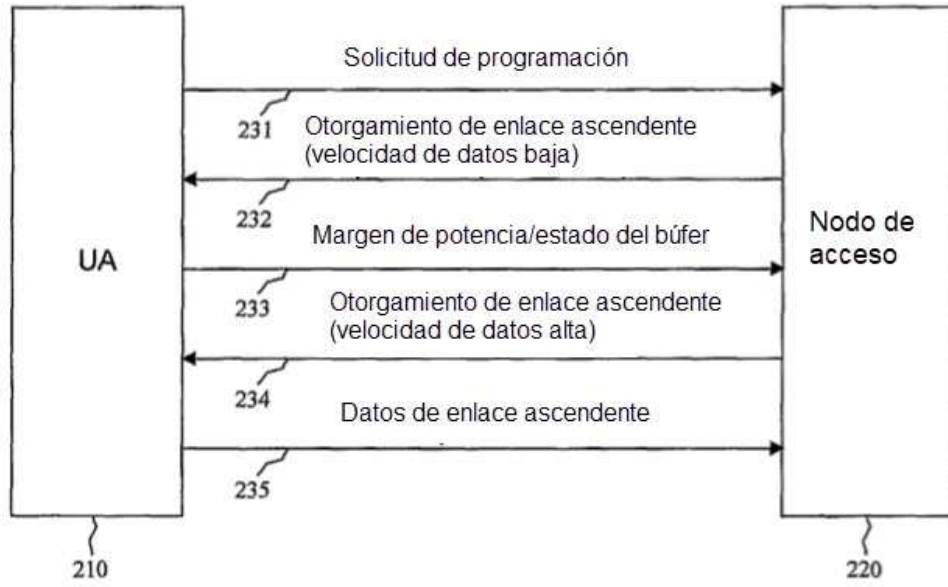 Solicitud de programación
231
Otorgamiento de enlace ascendente
(velocidad de datos baja)
232
Margen de potencia/estado del búfer
UA
Nodo de
acceso
233
Otorgamiento de enlace ascendente
(velocidad de datos alta)
234
Datos de enlace ascendente
235
210
220